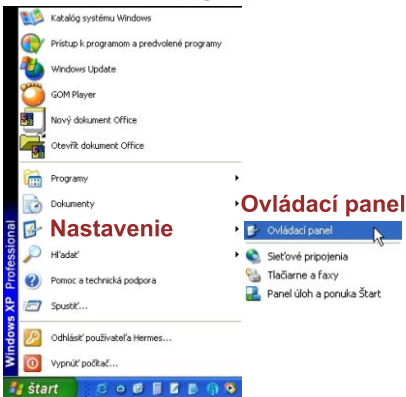 Katalóg systému Windows
Prístup k programom a predvolené programy
Windows Update
GOM Player
Nový dokument Office
Otevřít dokument Office
Programy
Dokumenty
Nastavenie
Hľadať
Pomoc a technická podpora
Spustiť...
Odhlásiť používateľa Hermes...
Vypnúť počítač...
Windows XP Professional
štart
Ovládací panel
Ovládací panel
Sieťové pripojenia
Tlačiarne a faxy
Panel úloh a ponuka Štart